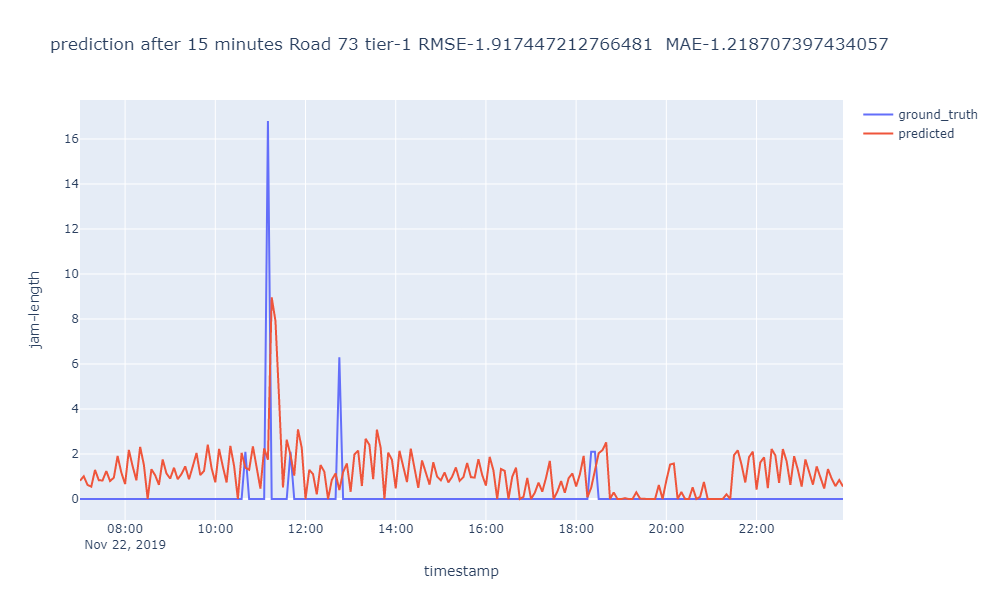 prediction after 15 minutes Road 73 tier-1 RMSE-1.917447212766481  MAE-1.218707397434057
ground_truth
predicted
16
14
12
10
8
6
4
2
0
jam-length
08:00 10:00 12:00 14:00 16:00 18:00 20:00 22:00
Nov 22, 2019
timestamp